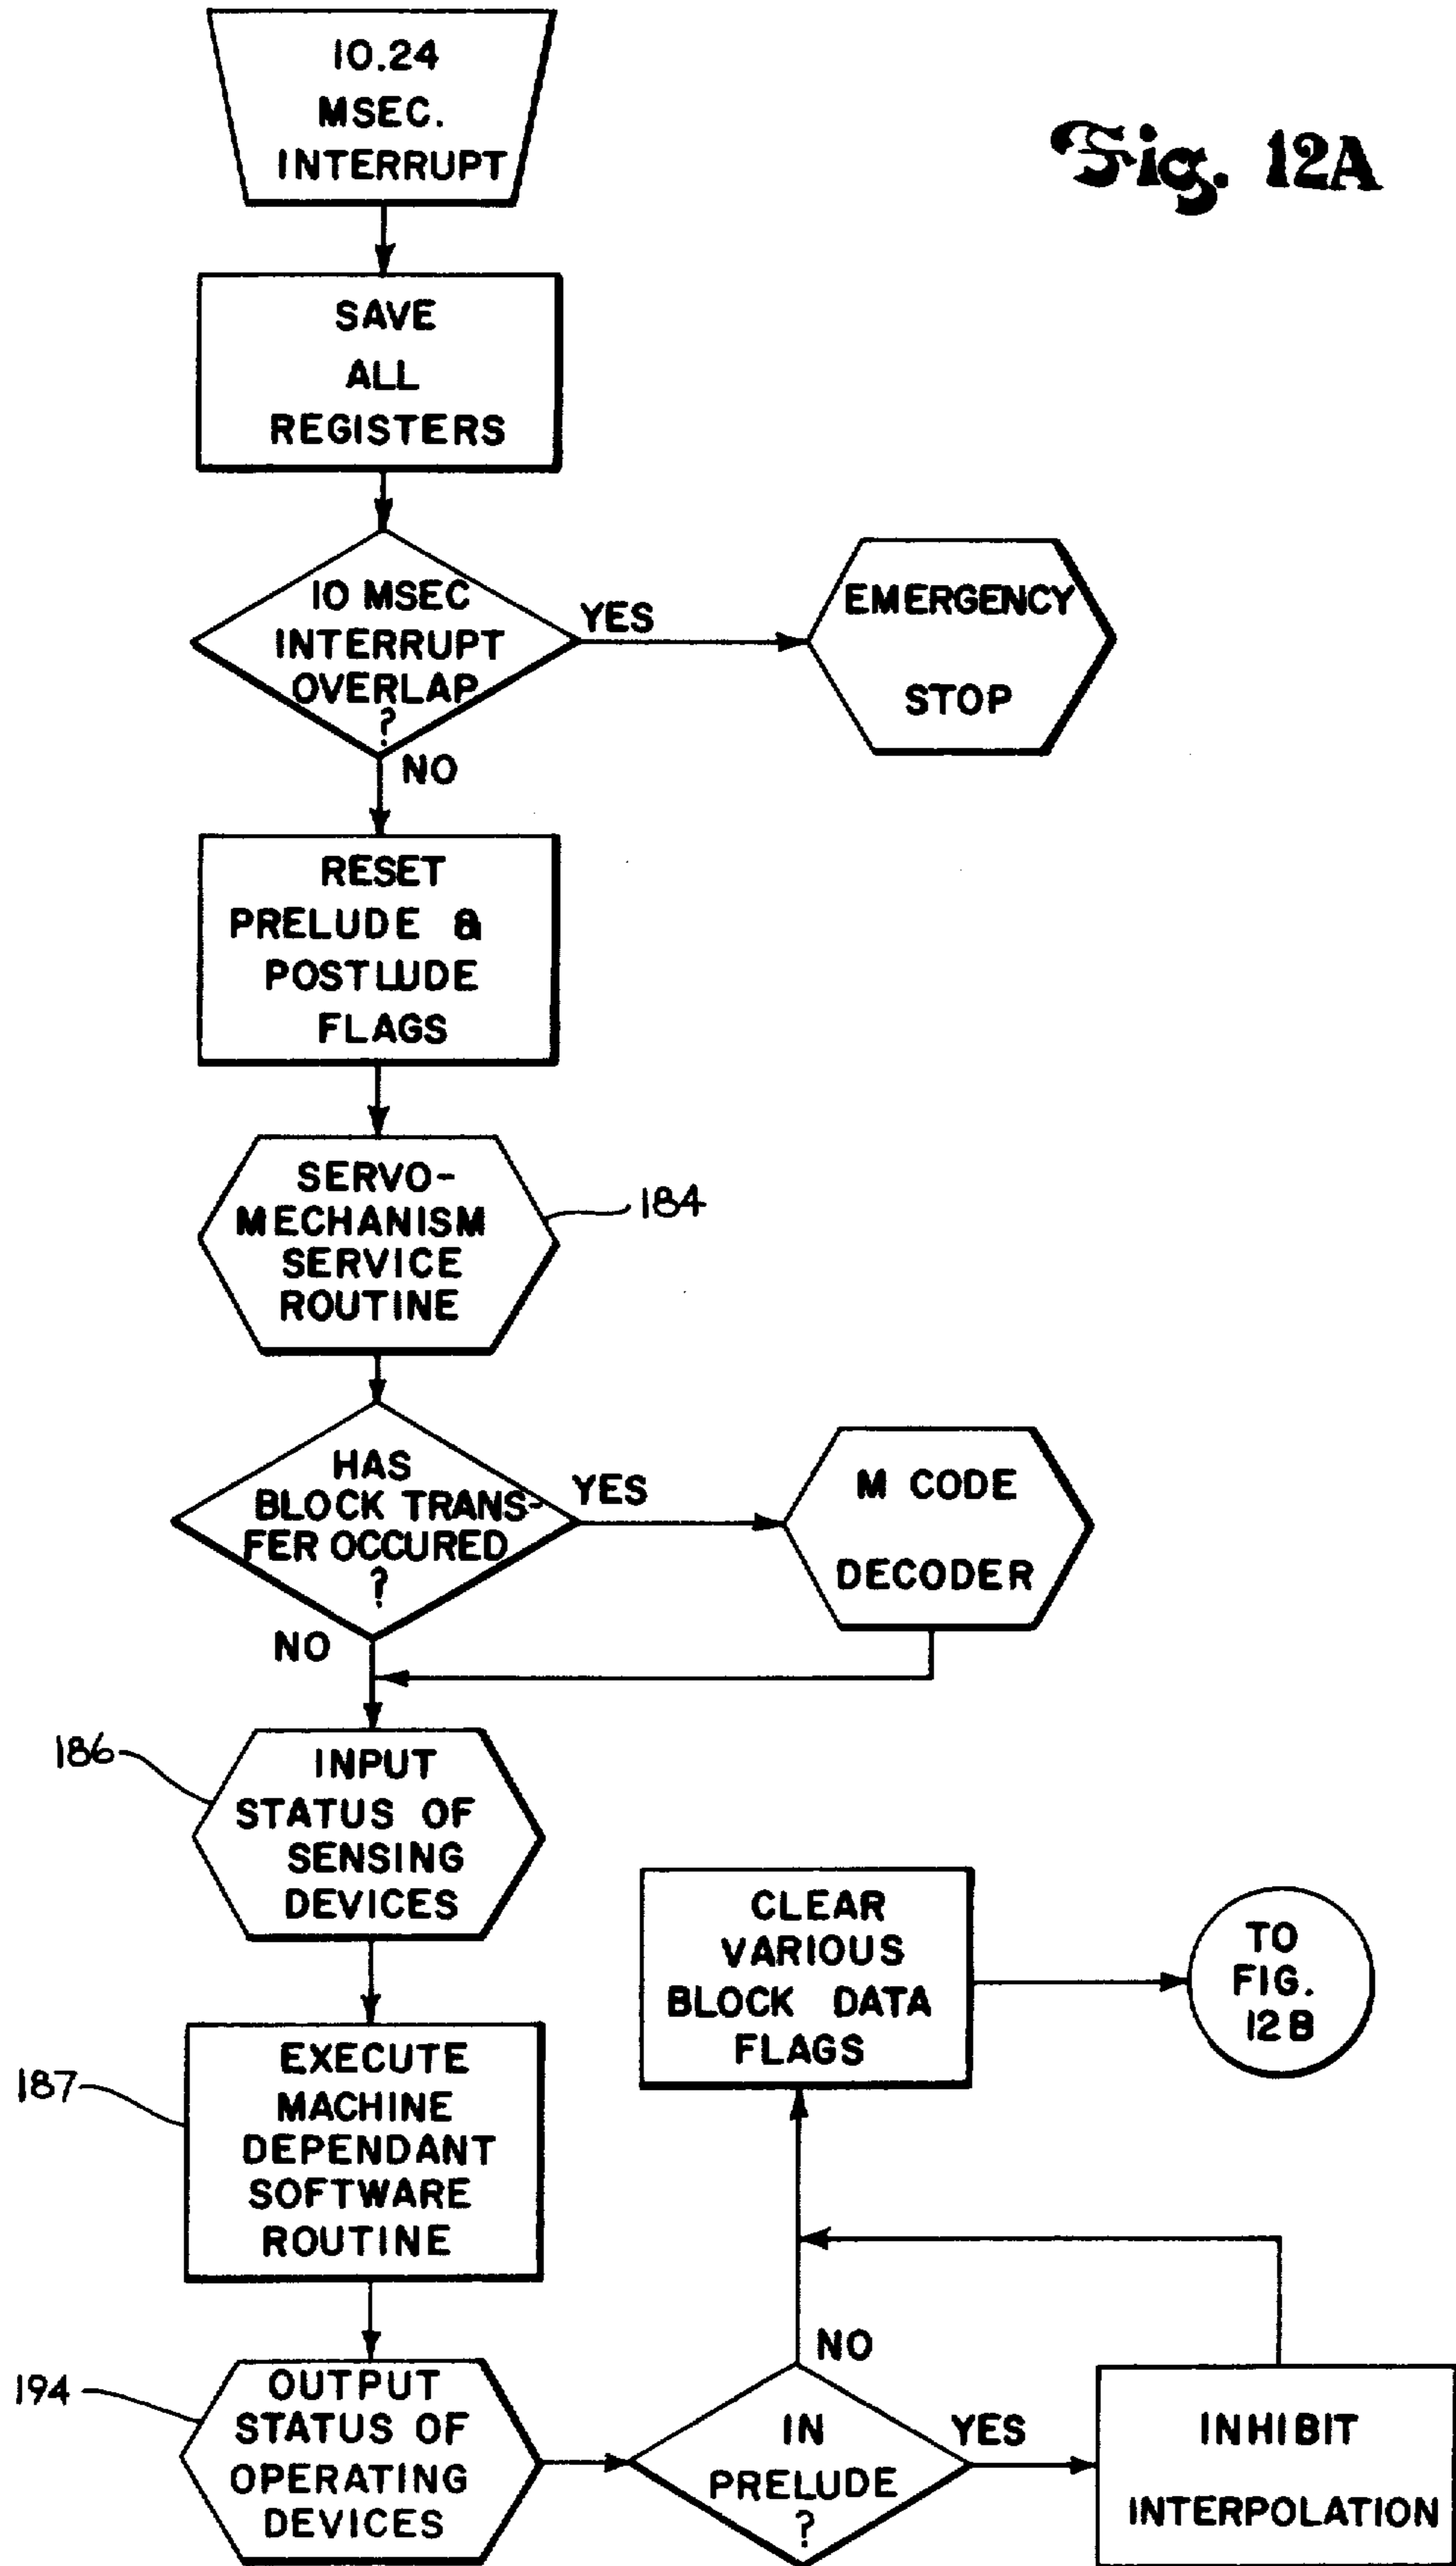 10.24
MSEC.
INTERRUPT
Fig. 12A
SAVE
ALL
REGISTERS
10 MSEC
INTERRUPT
OVERLAP
?
YES
EMERGENCY
STOP
NO
RESET
PRELUDE &
POSTLUDE
FLAGS
SERVO-
MECHANISM
SERVICE
ROUTINE
184
HAS
BLOCK TRANS-
FER OCCURED
?
YES
M CODE
DECODER
NO
186
INPUT
STATUS OF
SENSING
DEVICES
CLEAR
VARIOUS
BLOCK DATA
FLAGS
TO
FIG.
12B
187
EXECUTE
MACHINE
DEPENDANT
SOFTWARE
ROUTINE
194
OUTPUT
STATUS OF
OPERATING
DEVICES
NO
IN
PRELUDE
?
YES
INHIBIT
INTERPOLATION